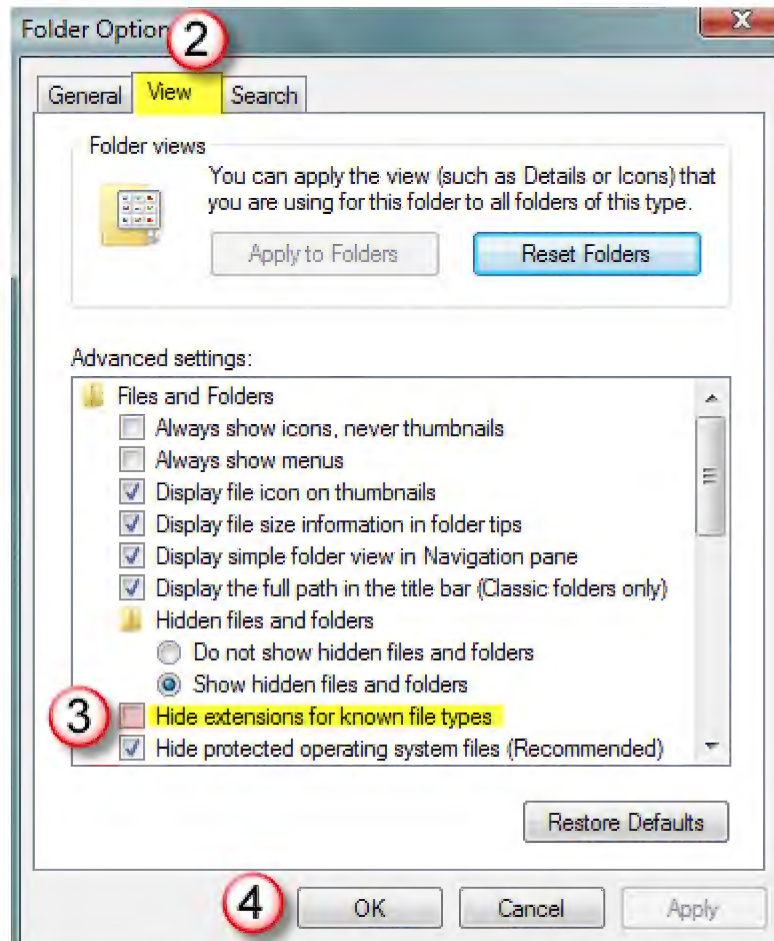 Folder Option
2
General View Search
Folder views
You can apply the view (such as Details or Icons) that
you are using for this folder to all folders of this type.
Apply to Folders Reset Folders
Advanced settings:
Files and Folders
Always show icons, never thumbnails
Always show menus
Display file icon on thumbnails
Display file size information in folder tips
Display simple folder view in Navigation pane
Display the full path in the title bar (Classic folders only)
Hidden files and folders
Do not show hidden files and folders
Show hidden files and folders
3 Hide extensions for known file types
Hide protected operating system files (Recommended)
Restore Defaults
4 OK Cancel Apply